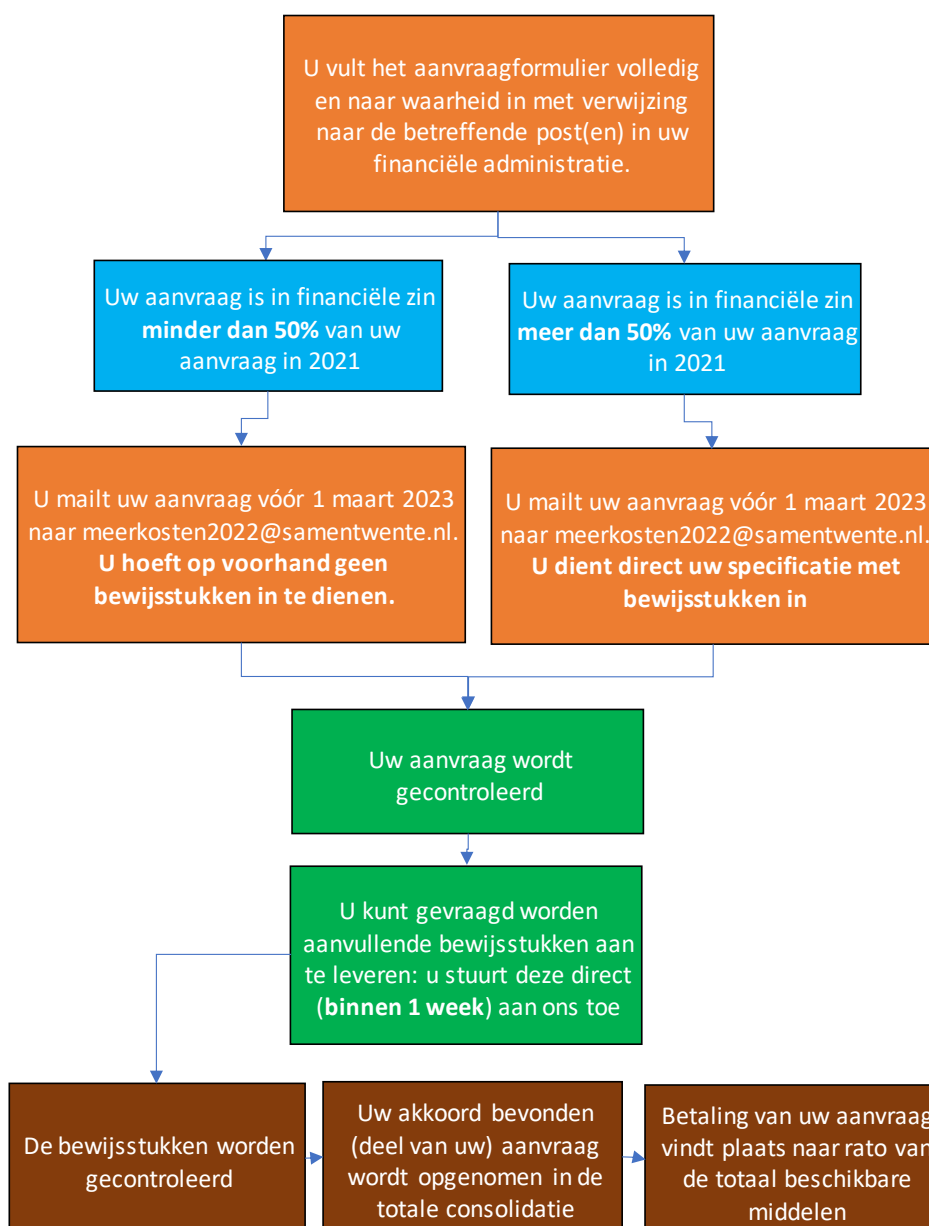 U vult het aanvraagformulier volledig
en naar waarheid in met verwijzing
naar de betreffende post(en) in uw
financiële administratie.
Uw aanvraag is in financiële zin
minder dan 50% van uw
aanvraag in 2021
Uw aanvraag is in financiële zin
meer dan 50% van uw aanvraag
in 2021
U mailt uw aanvraag vóór 1 maart 2023
naar meerkosten2022@samentwente.nl.
U hoeft op voorhand geen
bewijsstukken in te dienen.
U mailt uw aanvraag vóór 1 maart 2023
naar meerkosten2022@samentwente.nl.
U dient direct uw specificatie met
bewijsstukken in
Uw aanvraag wordt
gecontroleerd
U kunt gevraagd worden
aanvullende bewijsstukken aan
te leveren: u stuurt deze direct
(binnen 1 week) aan ons toe
De bewijsstukken worden
gecontroleerd
Uw akkoord bevonden
(deel van uw) aanvraag
wordt opgenomen in de
totale consolidatie
Betaling van uw aanvraag
vindt plaats naar rato van
de totaal beschikbare
middelen